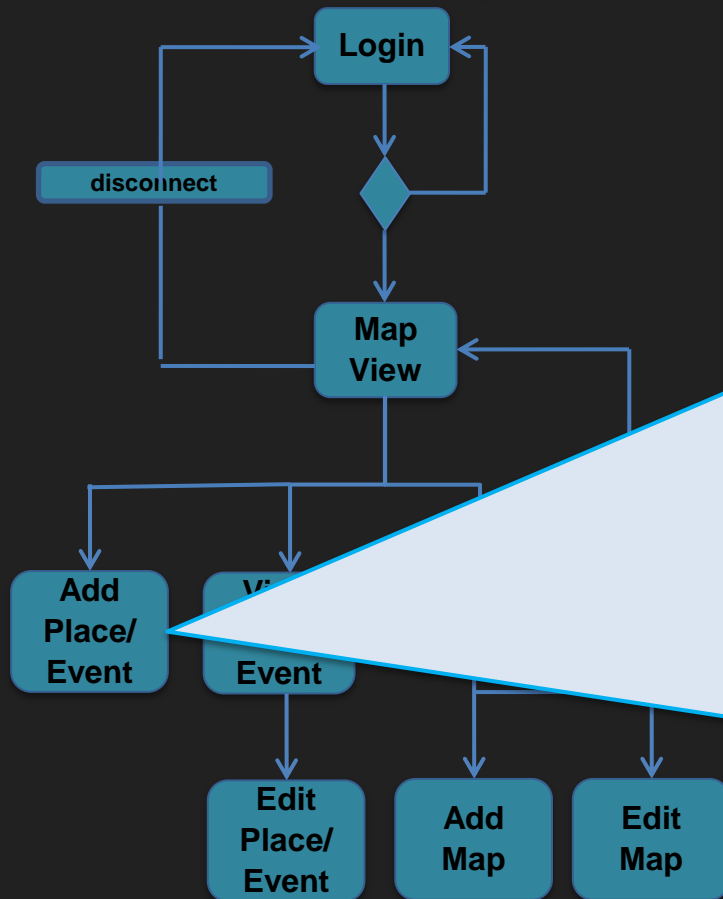 Login
disconnect
Map
View
Add
Place/
Event
Event
Edit
Place/
Event
Add
Map
Edit
Map